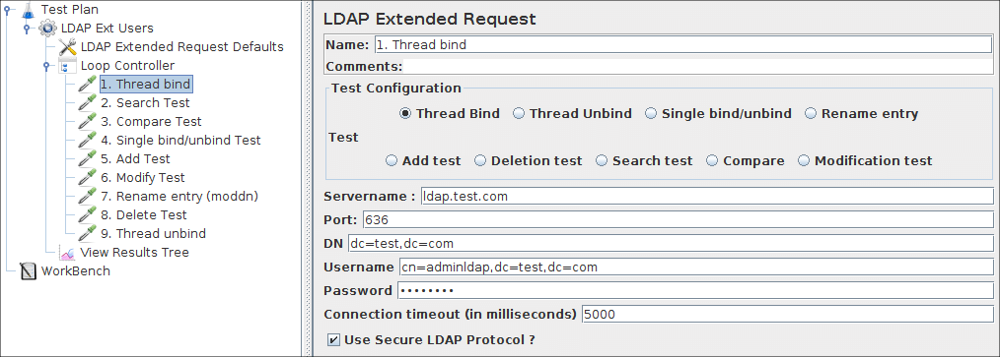 Test Plan
LDAP Ext Users
LDAP Extended Request Defaults
Loop Controller
1. Thread bind
2. Search Test
3. Compare Test
4. Single bind/unbind Test
5. Add Test
6. Modify Test
7. Rename entry (moddn)
8. Delete Test
9. Thread unbind
View Results Tree
WorkBench
LDAP Extended Request
Name: 1. Thread bind
Comments:
Test Configuration
Thread Bind Thread Unbind Single bind/unbind Rename entry
Test
Add test Deletion test Search test Compare Modification test
Servername : ldap.test.com
Port: 636
DN dc=test,dc=com
Username cn=adminldap,dc=test,dc=com
Password ••••••••
Connection timeout (in milliseconds) 5000
Use Secure LDAP Protocol ?